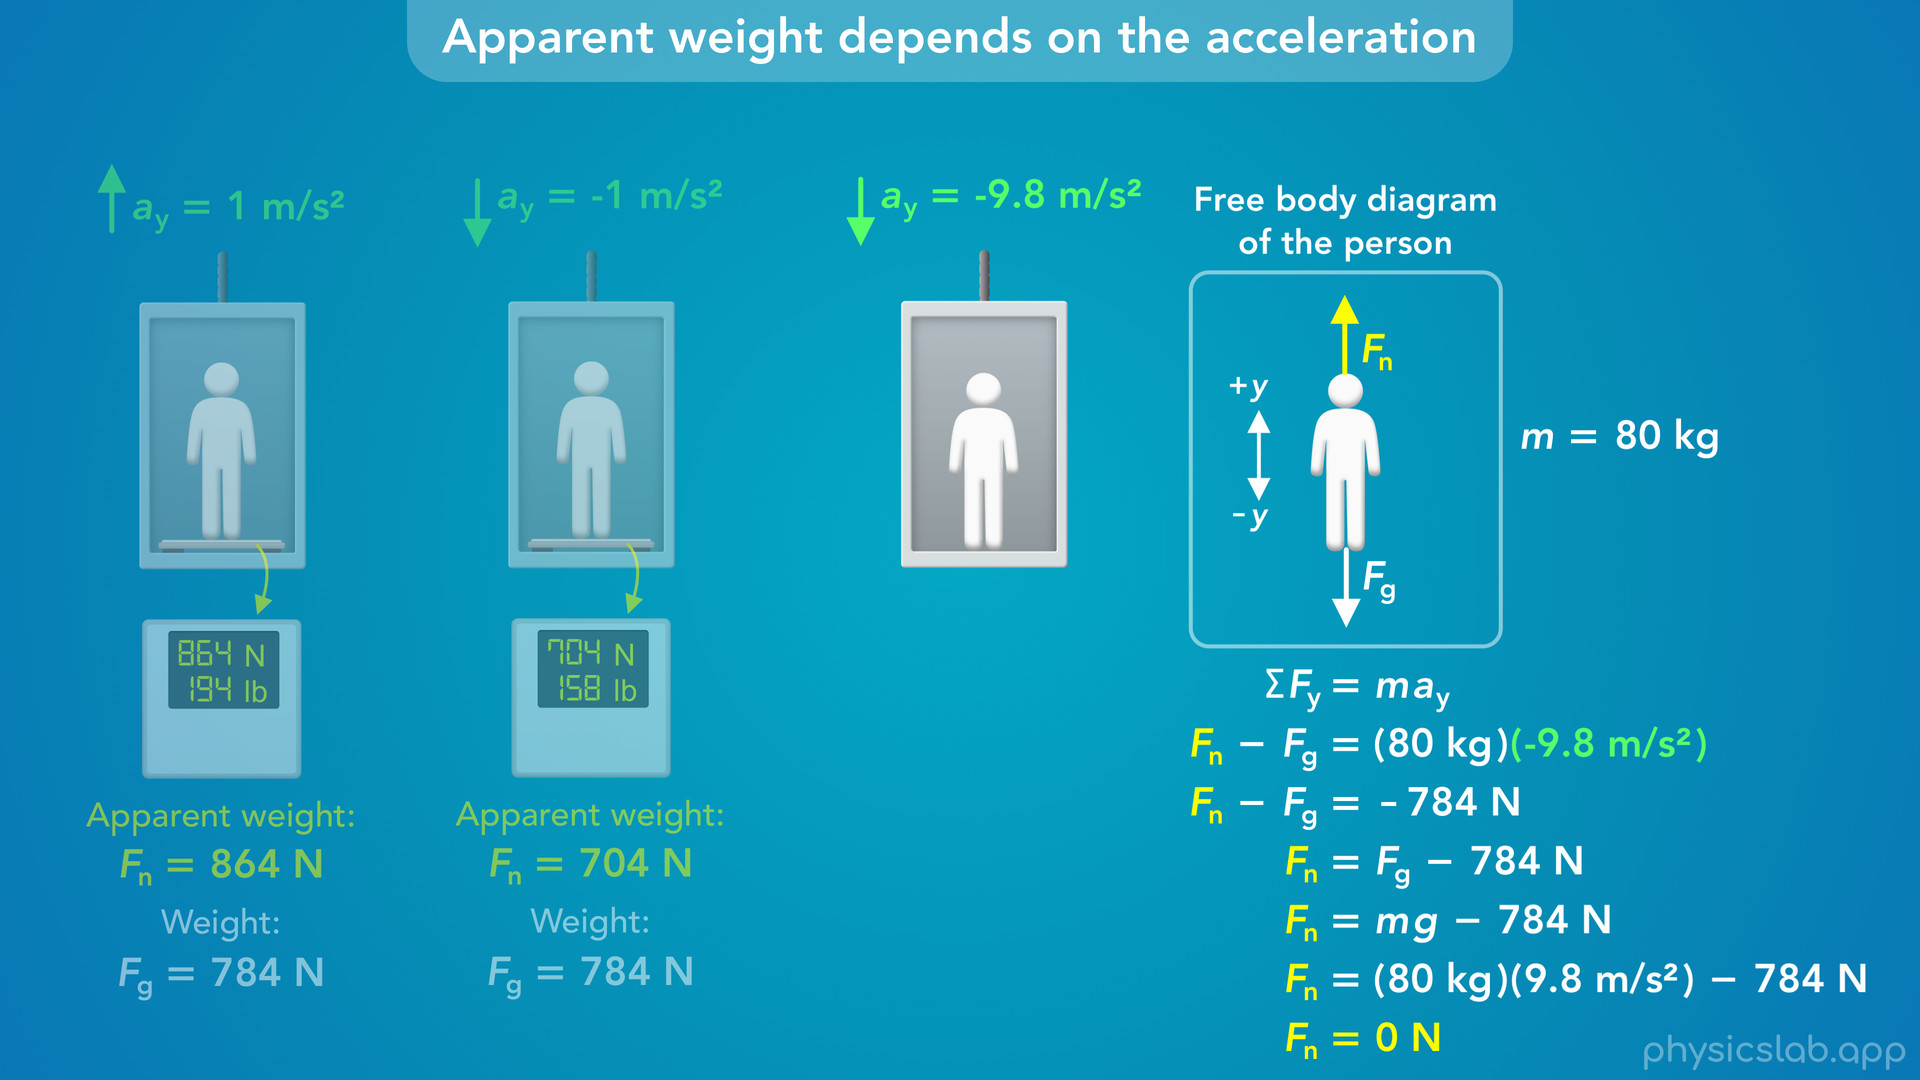 Apparent weight depends on the acceleration
a_y = 1 m/s²
a_y = -1 m/s²
a_y = -9.8 m/s²
Free body diagram
of the person
F_n
+y
-y
F_g
m = 80 kg
864 N
194 lb
704 N
158 lb
Apparent weight:
F_n = 864 N
Weight:
F_g = 784 N
Apparent weight:
F_n = 704 N
Weight:
F_g = 784 N
ΣF_y = ma_y
F_n − F_g = (80 kg)(-9.8 m/s²)
F_n − F_g = -784 N
F_n = F_g − 784 N
F_n = mg − 784 N
F_n = (80 kg)(9.8 m/s²) − 784 N
F_n = 0 N
physicslab.app